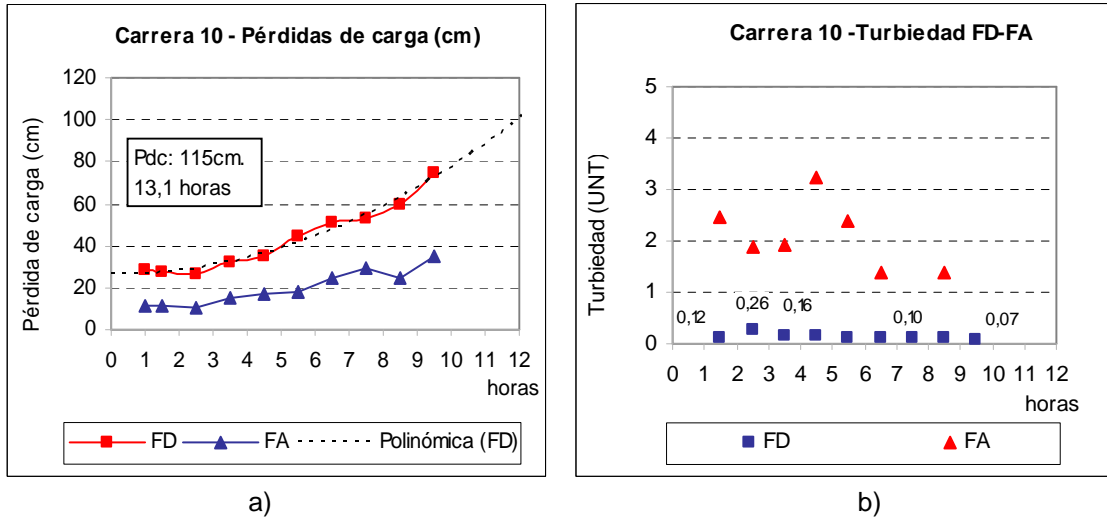 Carrera 10 - Pérdidas de carga (cm)
Pérdida de carga (cm)
120
100
80
60
40
20
0
Pdc: 115cm.
13,1 horas
0 1 2 3 4 5 6 7 8 9 10 11 12
horas
FD FA Polinómica (FD)
a)
Carrera 10 -Turbiedad FD-FA
Turbiedad (UNT)
5
4
3
2
1
0
0,12 0,26 0,16 0,10 0,07
0 1 2 3 4 5 6 7 8 9 10 11 12
horas
FD FA
b)